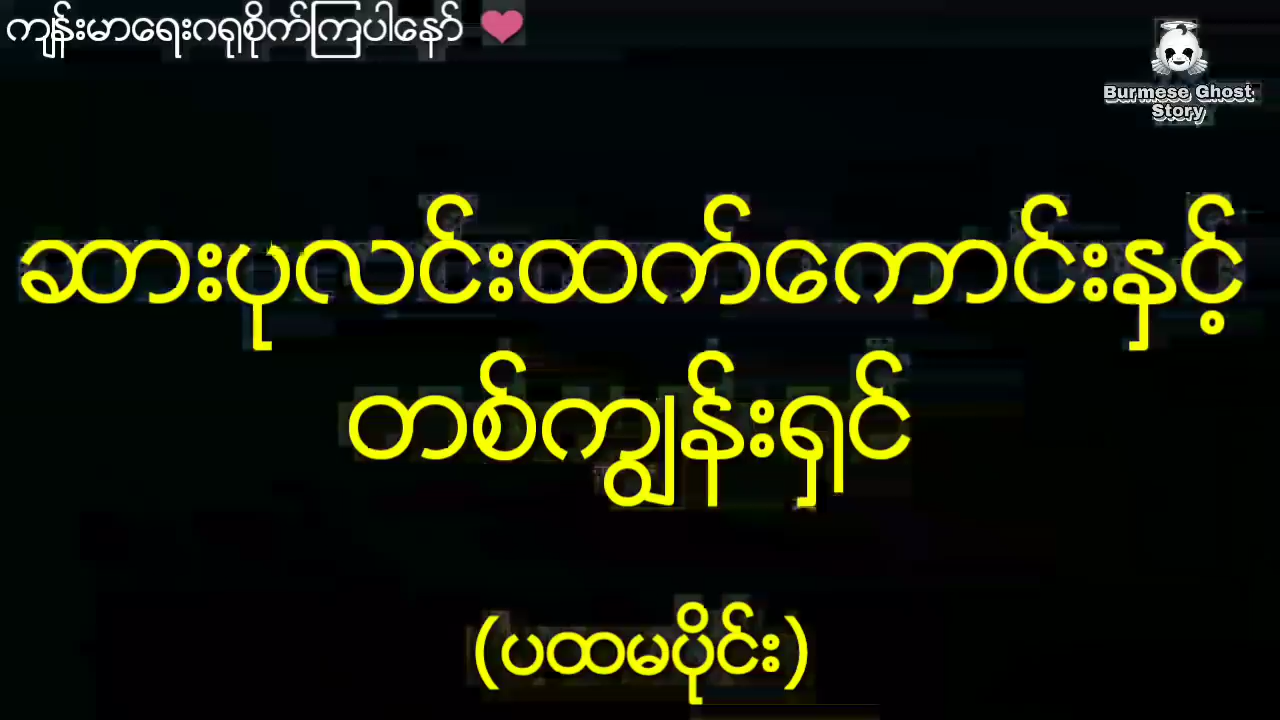 ကျန်းမာရေးဂရုစိုက်ကြပါနော် ❤
Burmese Ghost
Story
ဆားပုလင်းထက်ကောင်းနှင့်
တစ်ကျွန်းရှင်
(ပထမပိုင်း)